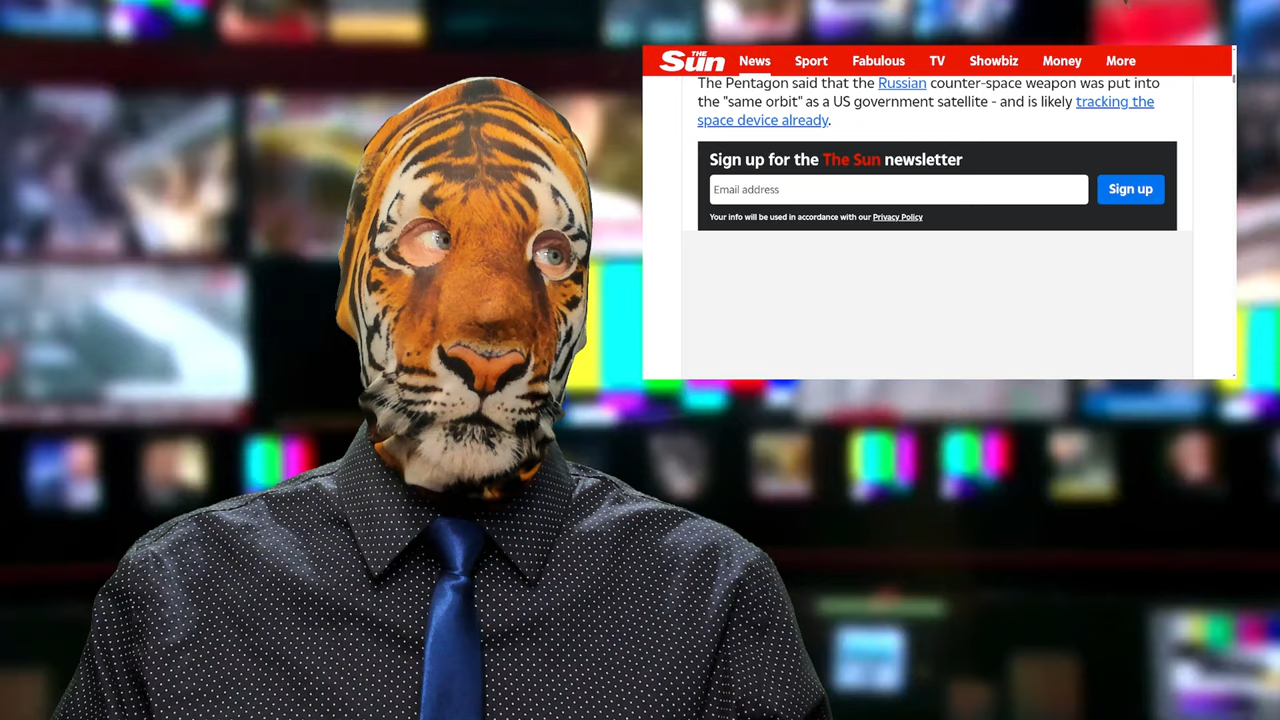 THE Sun News Sport Fabulous TV Showbiz Money More
The Pentagon said that the Russian counter-space weapon was put into
the "same orbit" as a US government satellite - and is likely tracking the
space device already.
Sign up for the The Sun newsletter
Email address Sign up
Your info will be used in accordance with our Privacy Policy